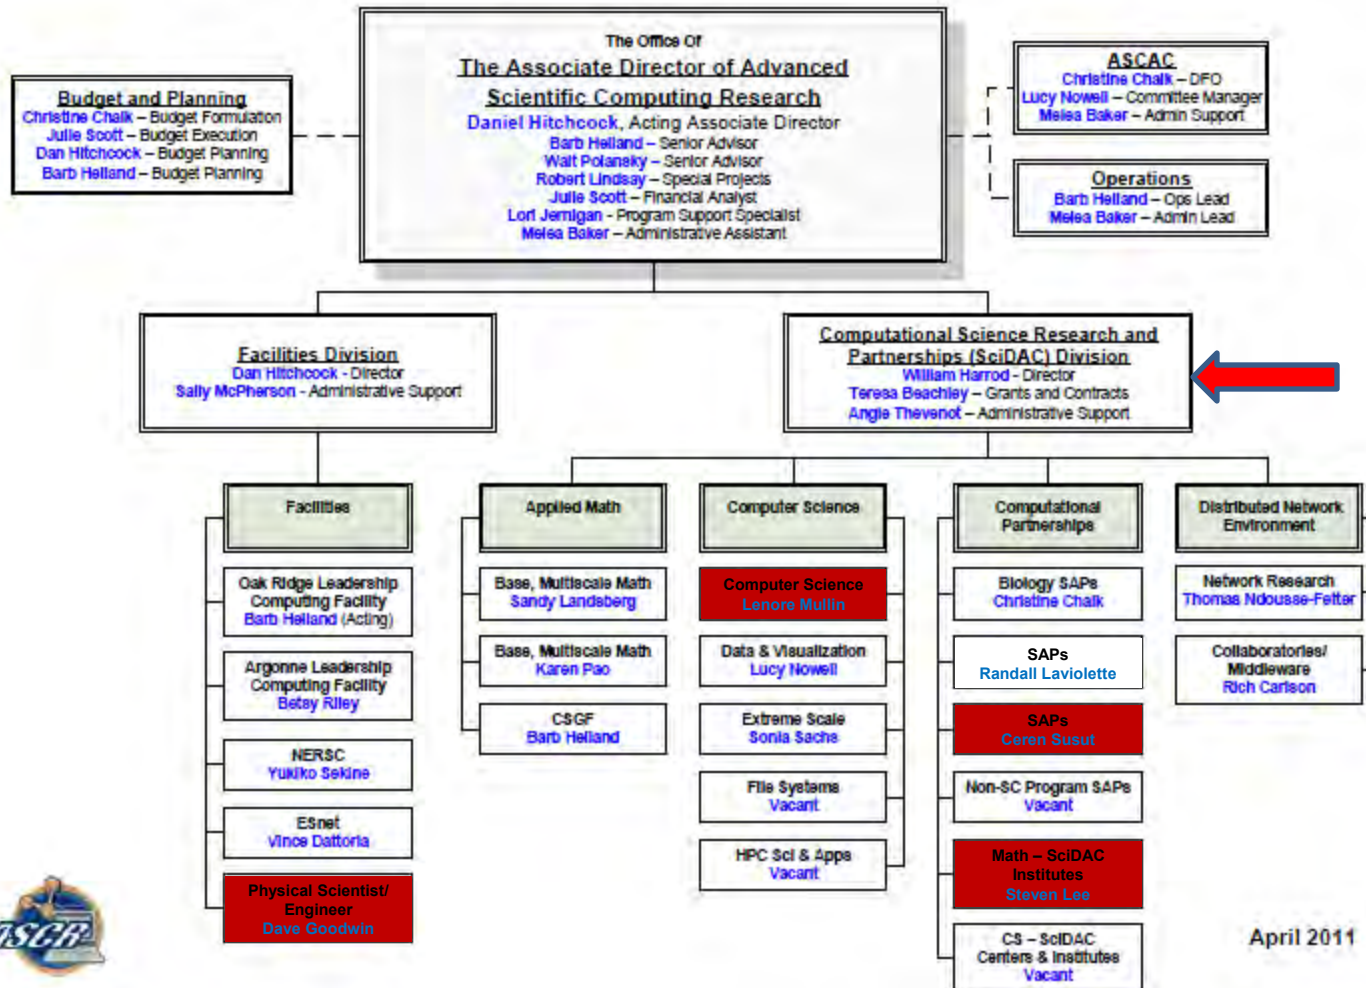 The Office Of
The Associate Director of Advanced
Scientific Computing Research
Daniel Hitchcock, Acting Associate Director
Barb Helland – Senior Advisor
Walt Polansky – Senior Advisor
Robert Lindsay – Special Projects
Julie Scott – Financial Analyst
Lori Jernigan - Program Support Specialist
Melea Baker – Administrative Assistant
Budget and Planning
Christine Chalk – Budget Formulation
Julie Scott – Budget Execution
Dan Hitchcock – Budget Planning
Barb Helland – Budget Planning
ASCAC
Christine Chalk – DFO
Lucy Nowell – Committee Manager
Melea Baker – Admin Support
Operations
Barb Helland – Ops Lead
Melea Baker – Admin Lead
Facilities Division
Dan Hitchcock - Director
Sally McPherson - Administrative Support
Computational Science Research and
Partnerships (SciDAC) Division
William Harrod - Director
Teresa Beachley – Grants and Contracts
Angie Thevenot – Administrative Support
Facilities
Oak Ridge Leadership
Computing Facility
Barb Helland (Acting)
Argonne Leadership
Computing Facility
Betsy Riley
NERSC
Yukiko Sekine
ESnet
Vince Dattoria
Physical Scientist/
Engineer
Dave Goodwin
Applied Math
Base, Multiscale Math
Sandy Landsberg
Base, Multiscale Math
Karen Pao
CSGF
Barb Helland
Computer Science
Computer Science
Lenore Mullin
Data & Visualization
Lucy Nowell
Extreme Scale
Sonia Sachs
File Systems
Vacant
HPC Sci & Apps
Vacant
Computational
Partnerships
Biology SAPs
Christine Chalk
SAPs
Randall Laviolette
SAPs
Ceren Susut
Non-SC Program SAPs
Vacant
Math – SciDAC
Institutes
Steven Lee
CS – SciDAC
Centers & Institutes
Vacant
Distributed Network
Environment
Network Research
Thomas Ndousse-Fetter
Collaboratories/
Middleware
Rich Carlson
ASCR
April 2011